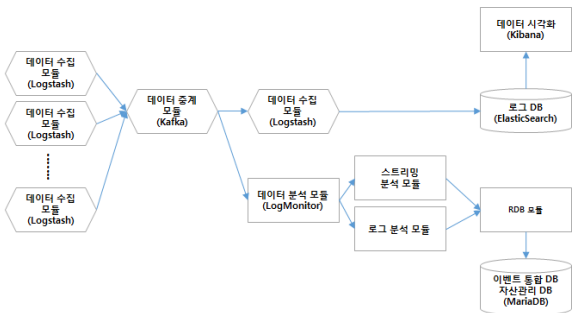 데이터 시각화
(Kibana)
데이터 수집
모듈
(Logstash)
데이터 수집
모듈
(Logstash)
데이터 수집
모듈
(Logstash)
데이터 중계
모듈
(Kafka)
데이터 수집
모듈
(Logstash)
로그 DB
(ElasticSearch)
데이터 분석 모듈
(LogMonitor)
스트리밍
분석 모듈
로그 분석 모듈
RDB 모듈
이벤트 통합 DB
자산관리 DB
(MariaDB)